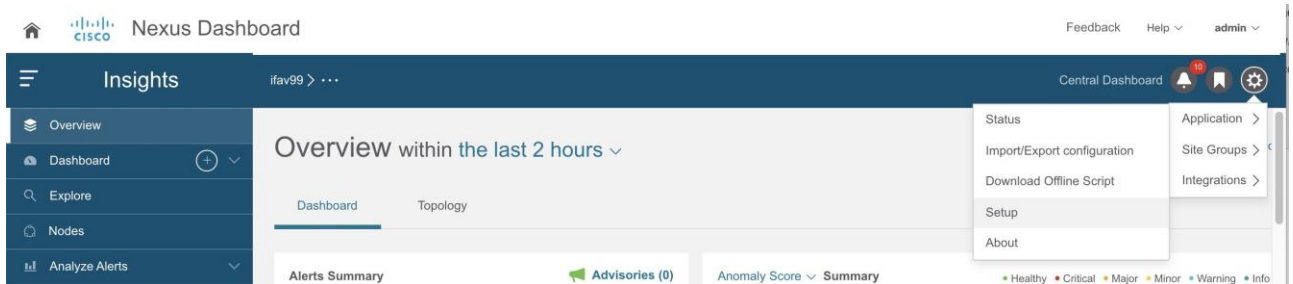 CISCO Nexus Dashboard Feedback Help admin
Insights ifav99 > ··· Central Dashboard 10
Overview
Dashboard
Explore
Nodes
Analyze Alerts
Overview within the last 2 hours
Dashboard Topology
Status
Import/Export configuration
Download Offline Script
Setup
About
Application >
Site Groups >
Integrations >
Alerts Summary Advisories (0)
Anomaly Score Summary Healthy Critical Major Minor Warning Info